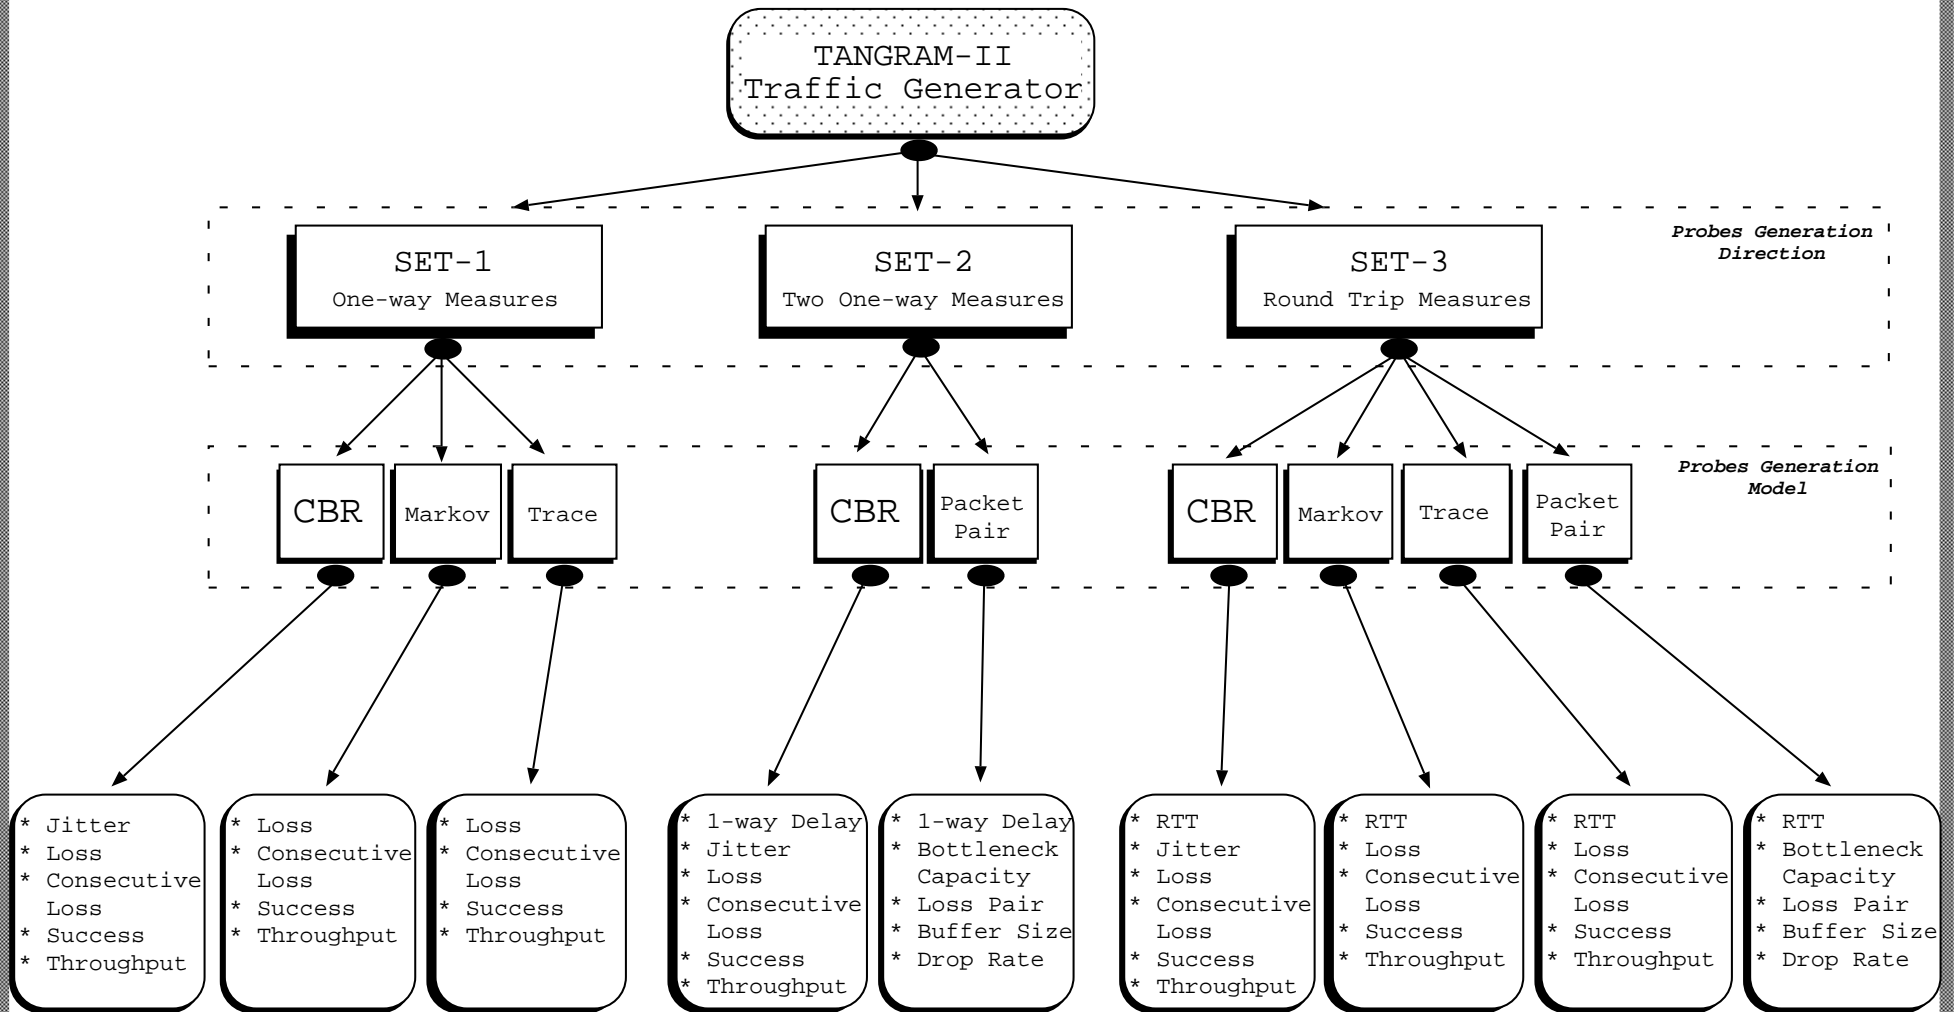 TANGRAM-II
Traffic Generator
Probes Generation
Direction
SET-1
One-way Measures
SET-2
Two One-way Measures
SET-3
Round Trip Measures
Probes Generation
Model
CBR
Markov
Trace
CBR
Packet
Pair
CBR
Markov
Trace
Packet
Pair
* Jitter
* Loss
* Consecutive
Loss
* Success
* Throughput
* Loss
* Consecutive
Loss
* Success
* Throughput
* Loss
* Consecutive
Loss
* Success
* Throughput
* 1-way Delay
* Jitter
* Loss
* Consecutive
Loss
* Success
* Throughput
* 1-way Delay
* Bottleneck
Capacity
* Loss Pair
* Buffer Size
* Drop Rate
* RTT
* Jitter
* Loss
* Consecutive
Loss
* Success
* Throughput
* RTT
* Loss
* Consecutive
Loss
* Success
* Throughput
* RTT
* Loss
* Consecutive
Loss
* Success
* Throughput
* RTT
* Bottleneck
Capacity
* Loss Pair
* Buffer Size
* Drop Rate